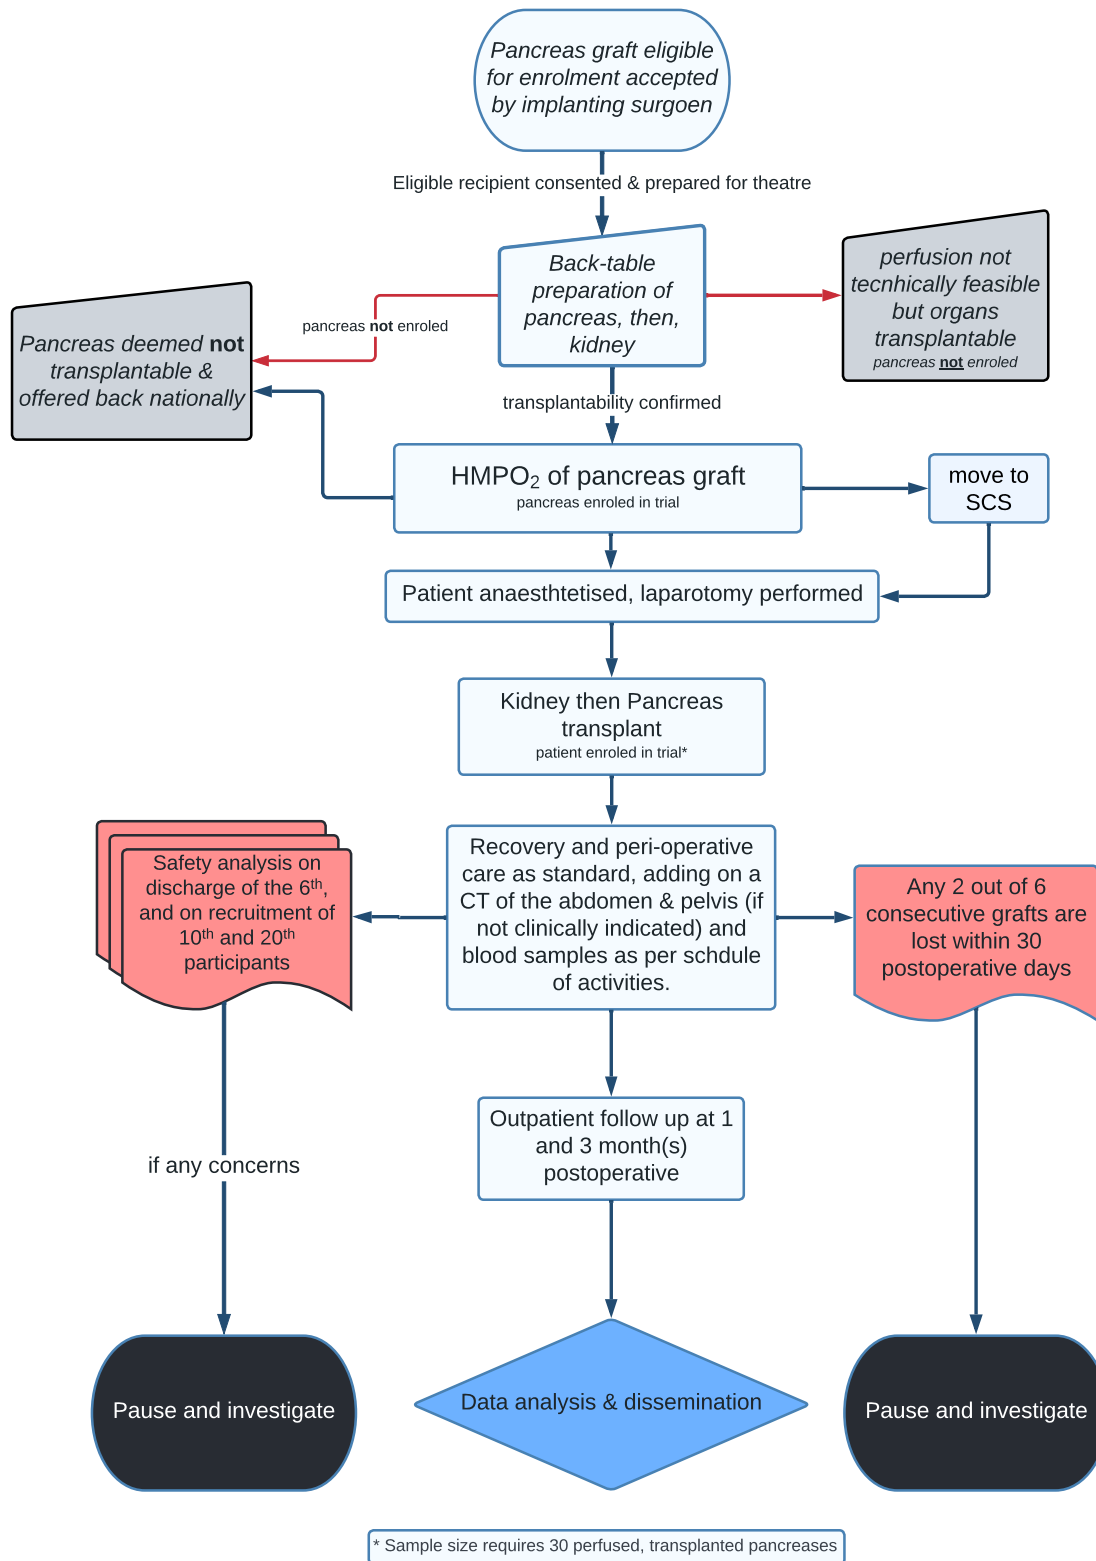 Pancreas graft eligible
for enrolment accepted
by implanting surgoen
Eligible recipient consented & prepared for theatre
Back-table
preparation of
pancreas, then,
kidney
perfusion not
tecnhically feasible
but organs
transplantable
pancreas not enroled
pancreas not enroled
Pancreas deemed not
transplantable &
offered back nationally
transplantability confirmed
HMPO₂ of pancreas graft
pancreas enroled in trial
move to
SCS
Patient anaesthtetised, laparotomy performed
Kidney then Pancreas
transplant
patient enroled in trial*
Safety analysis on
discharge of the 6th,
and on recruitment of
10th and 20th
participants
Recovery and peri-operative
care as standard, adding on a
CT of the abdomen & pelvis (if
not clinically indicated) and
blood samples as per schdule
of activities.
Any 2 out of 6
consecutive grafts are
lost within 30
postoperative days
Outpatient follow up at 1
and 3 month(s)
postoperative
if any concerns
Pause and investigate
Data analysis & dissemination
Pause and investigate
* Sample size requires 30 perfused, transplanted pancreases